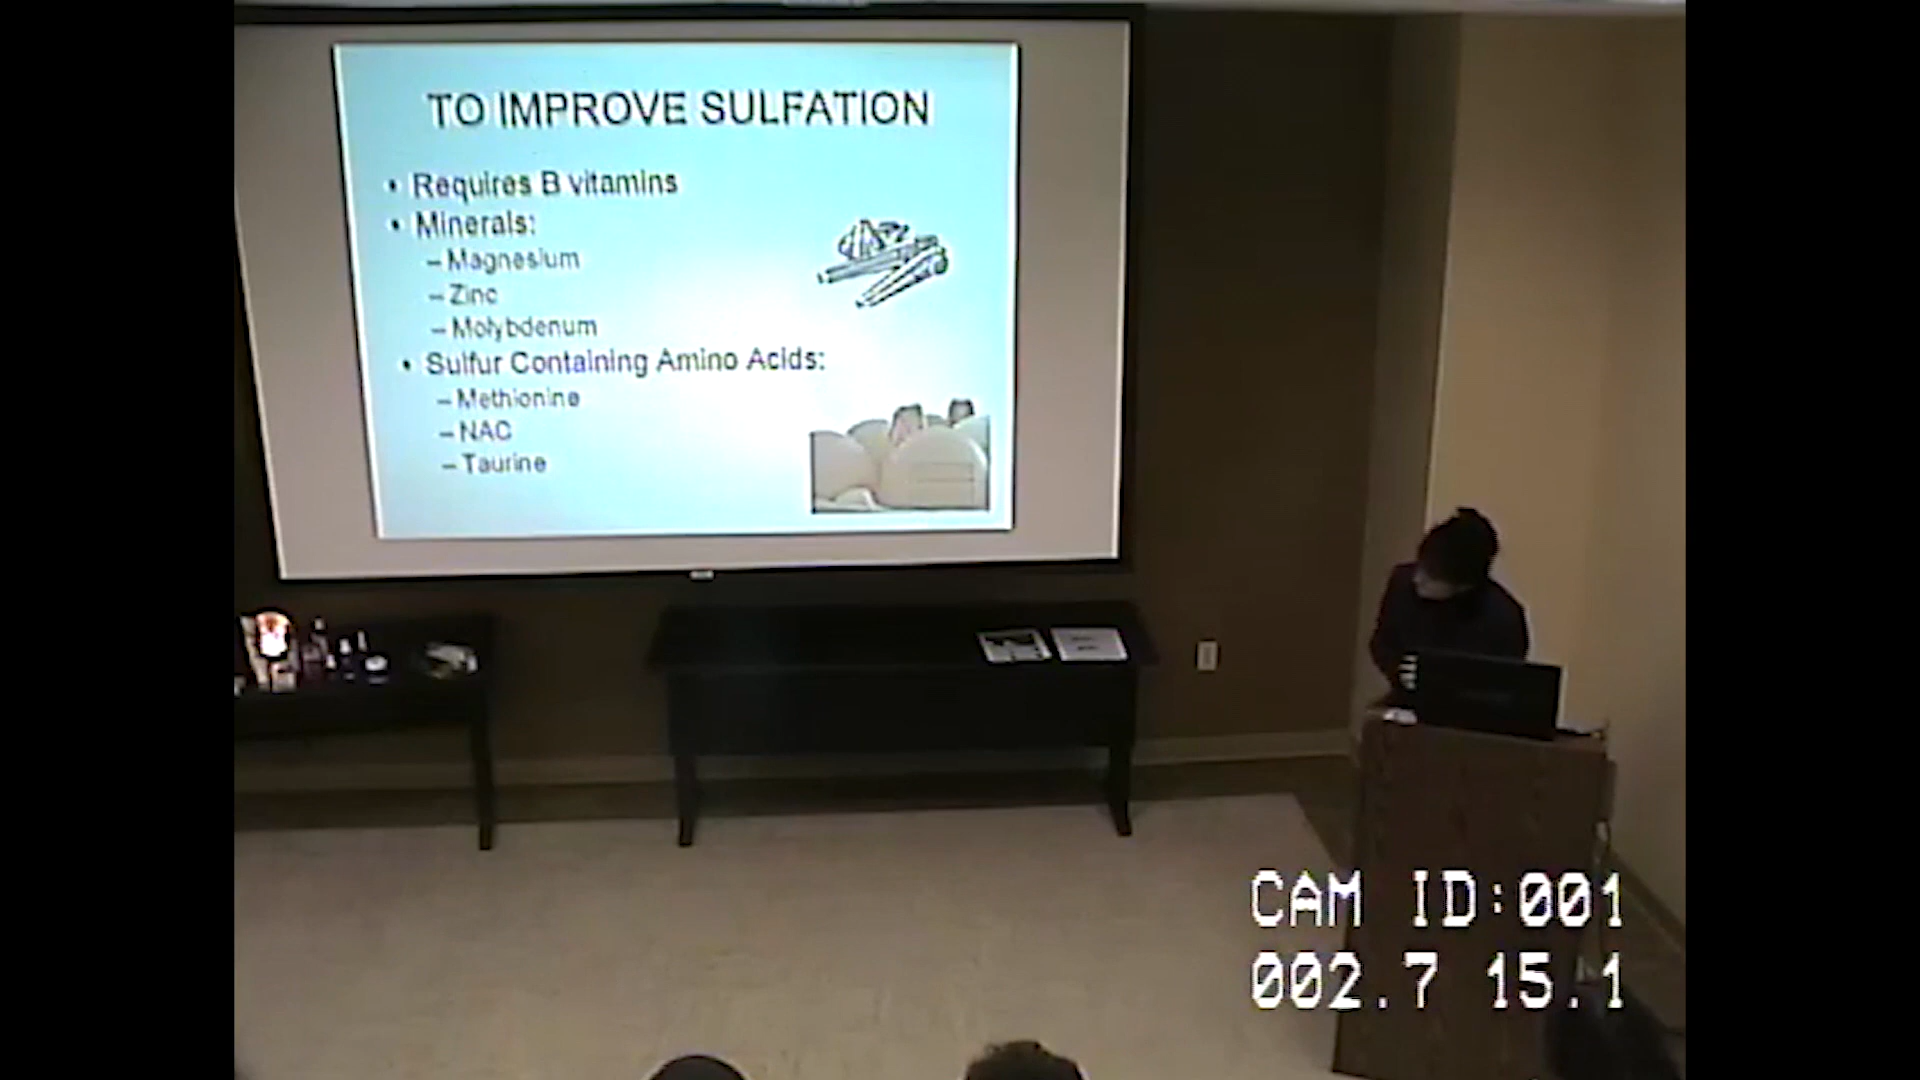 TO IMPROVE SULFATION
• Requires B vitamins
• Minerals:
– Magnesium
– Zinc
– Molybdenum
• Sulfur Containing Amino Acids:
– Methionine
– NAC
– Taurine
CAM ID:001
002.7 15.1